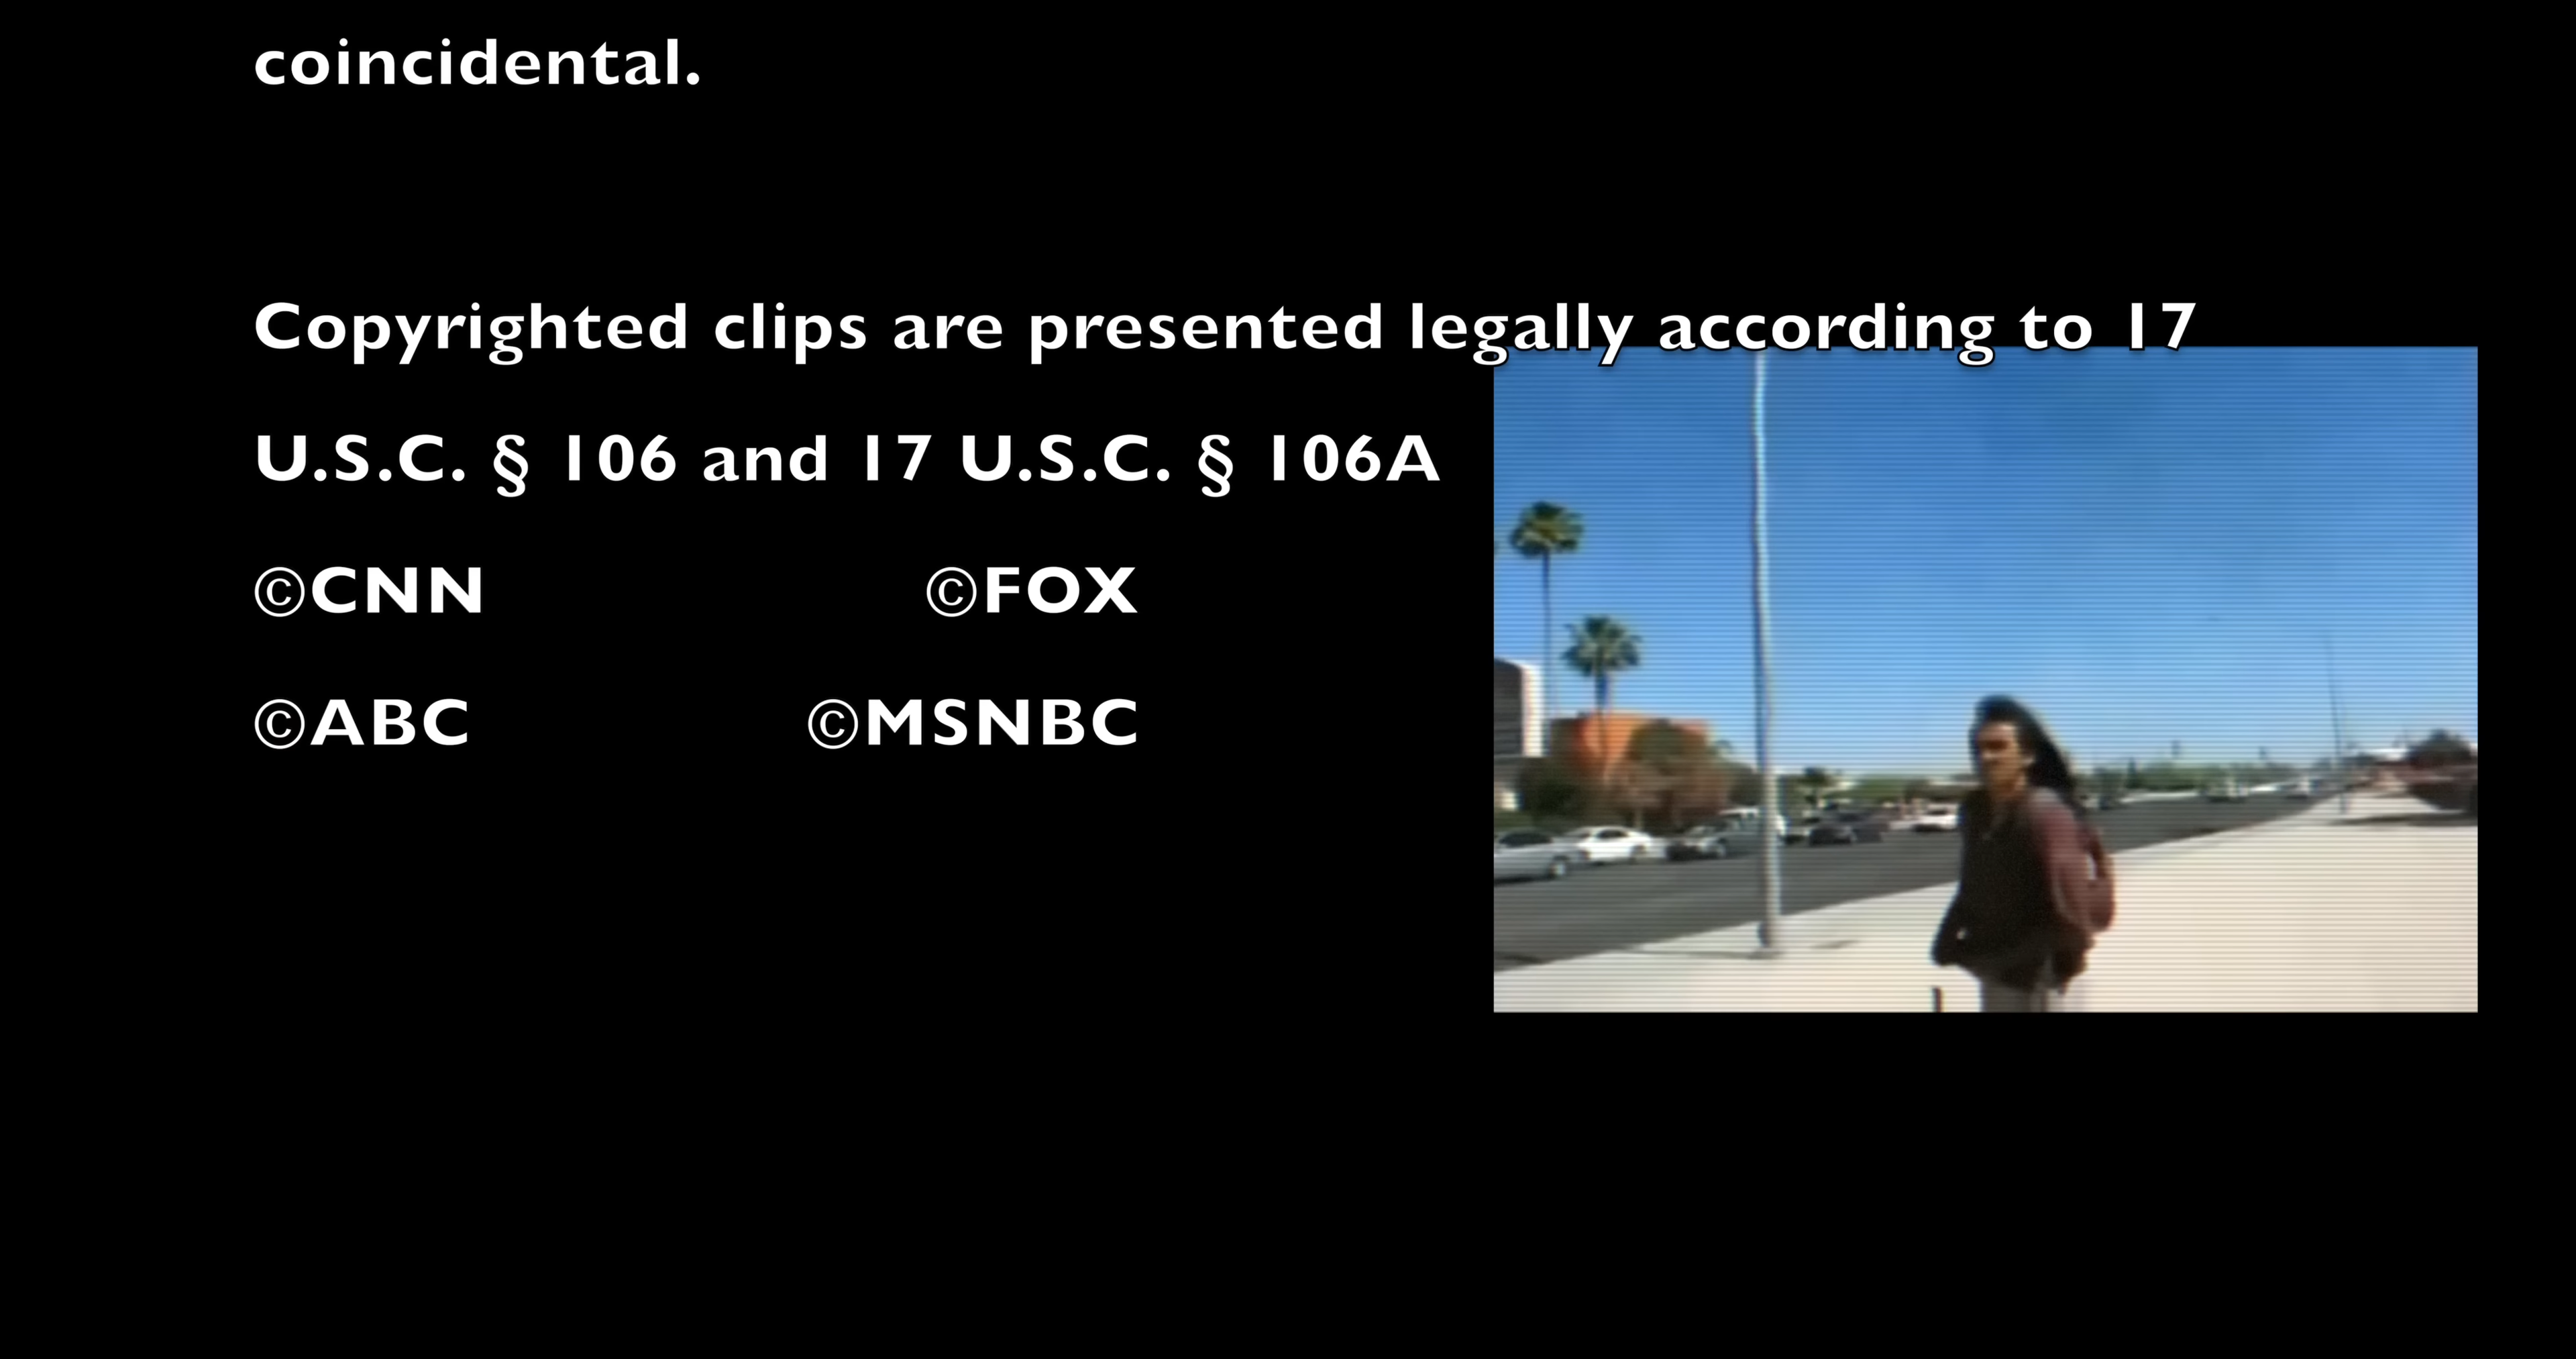 coincidental.
Copyrighted clips are presented legally according to 17
U.S.C. § 106 and 17 U.S.C. § 106A
©CNN ©FOX
©ABC ©MSNBC